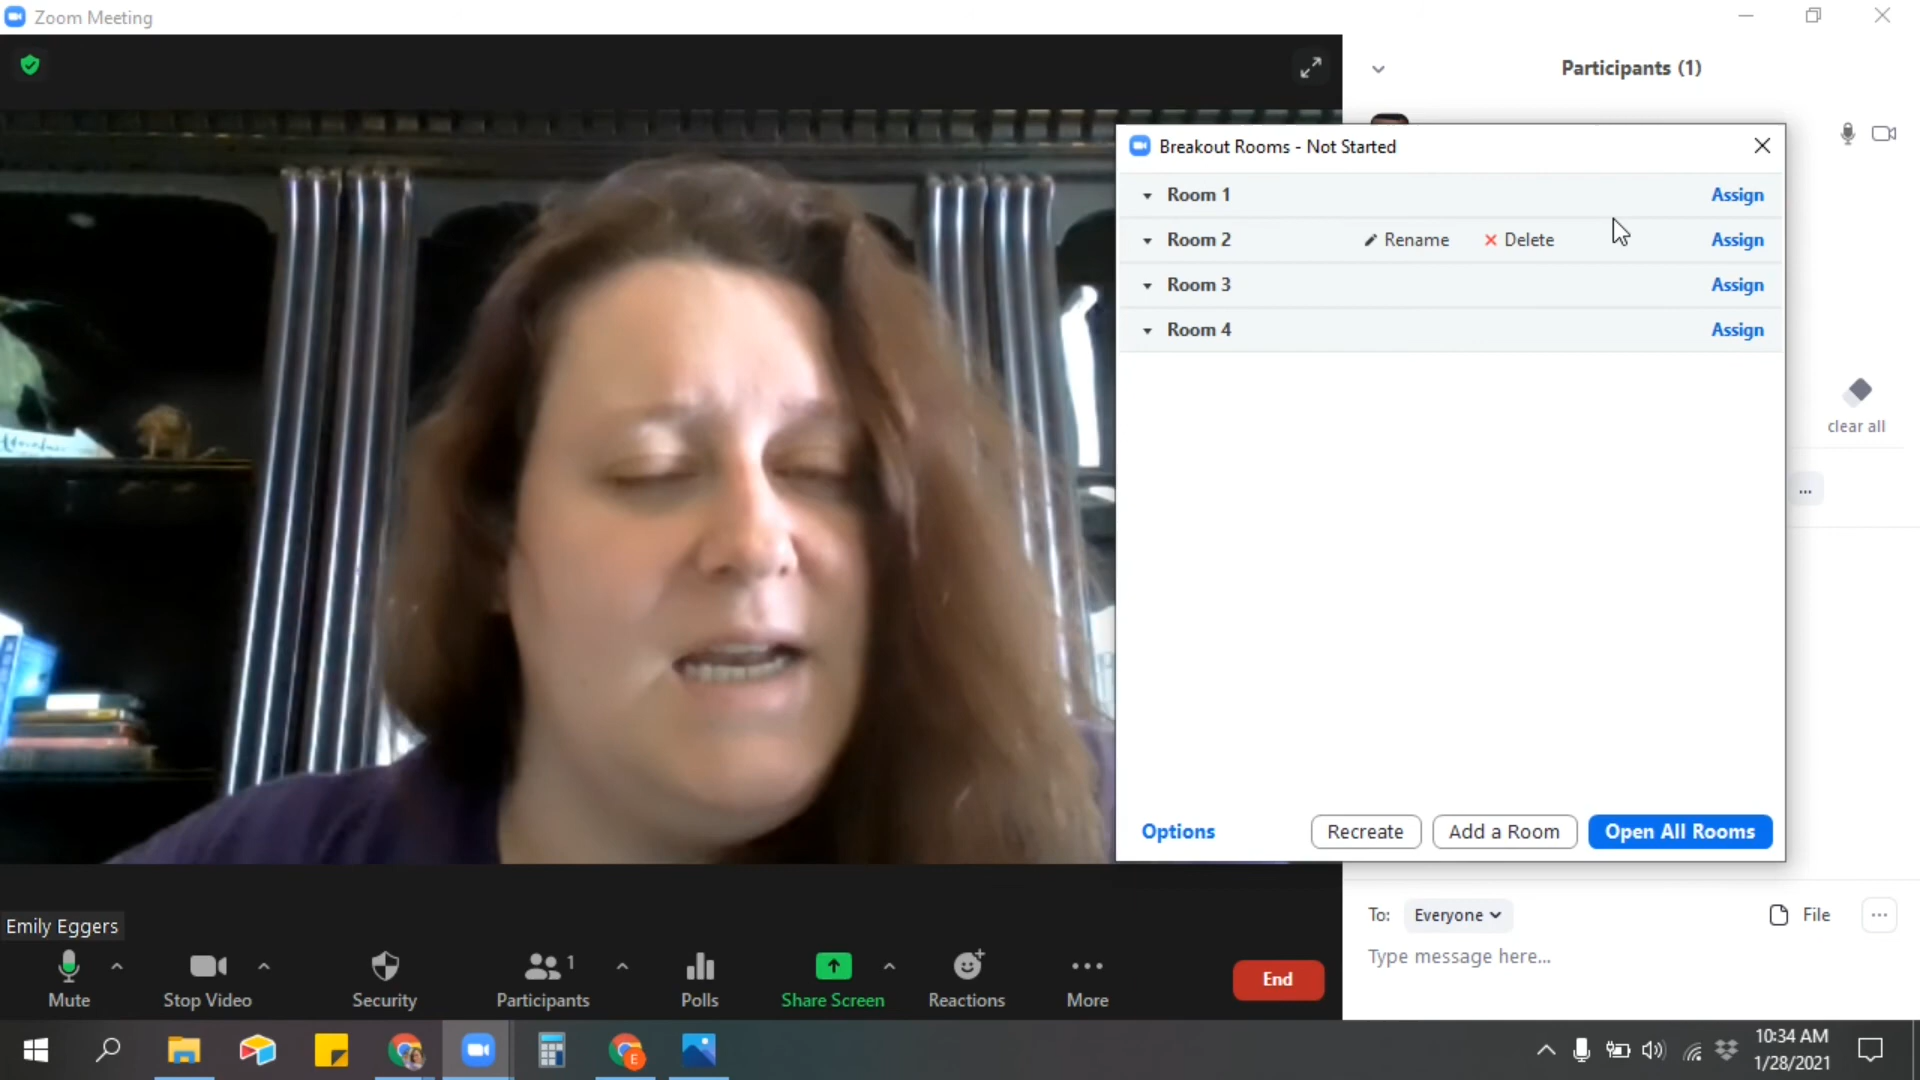 Zoom Meeting
Participants (1)
Breakout Rooms - Not Started
Room 1 Assign
Room 2 Rename Delete Assign
Room 3 Assign
Room 4 Assign
clear all
...
Options Recreate Add a Room Open All Rooms
To: Everyone File
Type message here...
Emily Eggers
1
Mute Stop Video Security Participants Polls Share Screen Reactions More End
E
10:34 AM
1/28/2021